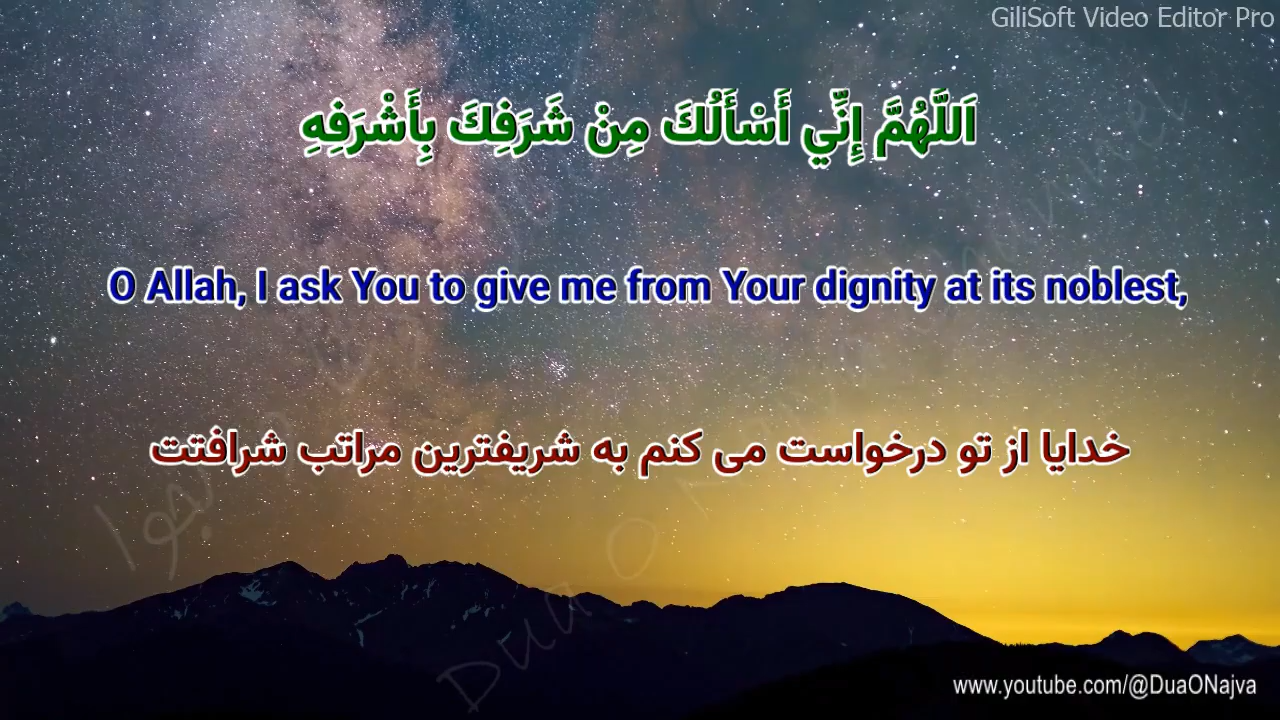 GiliSoft Video Editor Pro
اَللَّهُمَّ إِنِّي أَسْأَلُكَ مِنْ شَرَفِكَ بِأَشْرَفِهِ
O Allah, I ask You to give me from Your dignity at its noblest,
خدایا از تو درخواست می کنم به شریفترین مراتب شرافتت
Dua O
www.youtube.com/@DuaONajva